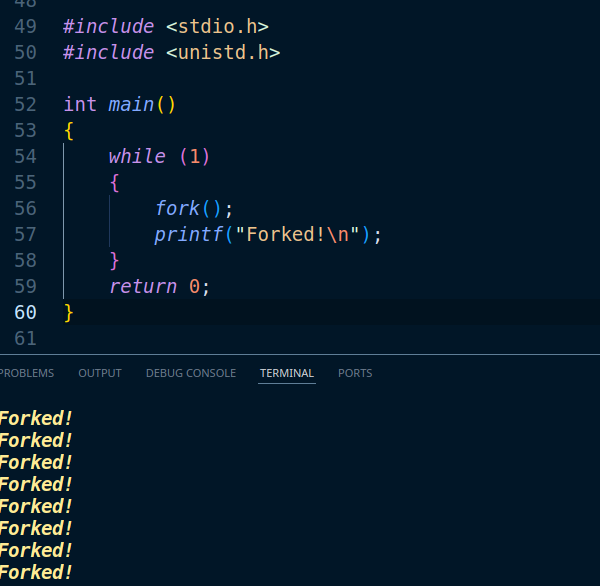 48
49 #include <stdio.h>
50 #include <unistd.h>
51
52 int main()
53 {
54 while (1)
55 {
56 fork();
57 printf("Forked!\n");
58 }
59 return 0;
60 }
61
PROBLEMS OUTPUT DEBUG CONSOLE TERMINAL PORTS
Forked!
Forked!
Forked!
Forked!
Forked!
Forked!
Forked!
Forked!